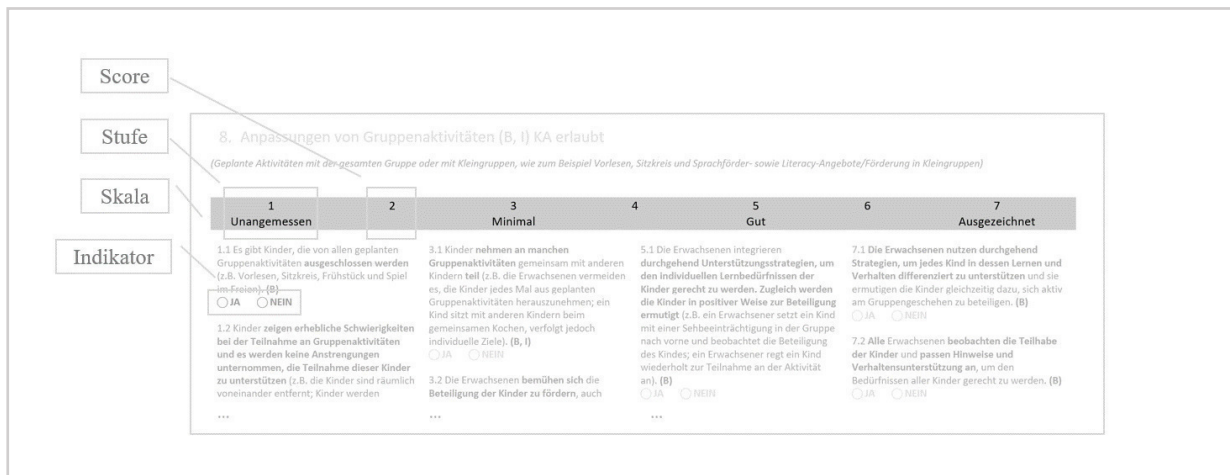 Score
Stufe
Skala
Indikator
8. Anpassungen von Gruppenaktivitäten (B, I) KA erlaubt
(Geplante Aktivitäten mit der gesamten Gruppe oder mit Kleingruppen, wie zum Beispiel Vorlesen, Sitzkreis und Sprachförder- sowie Literacy-Angebote/Förderung in Kleingruppen)
1 2 3 4 5 6 7
Unangemessen Minimal Gut Ausgezeichnet
1.1 Es gibt Kinder, die von allen geplanten
Gruppenaktivitäten ausgeschlossen werden
(z.B. Vorlesen, Sitzkreis, Frühstück und Spiel
im Freien). (B)
JA NEIN
1.2 Kinder zeigen erhebliche Schwierigkeiten
bei der Teilnahme an Gruppenaktivitäten
und es werden keine Anstrengungen
unternommen, die Teilnahme dieser Kinder
zu unterstützen (z.B. die Kinder sind räumlich
voneinander entfernt; Kinder werden
...
3.1 Kinder nehmen an manchen
Gruppenaktivitäten gemeinsam mit anderen
Kindern teil (z.B. die Erwachsenen vermeiden
es, die Kinder jedes Mal aus geplanten
Gruppenaktivitäten herauszunehmen; ein
Kind sitzt mit anderen Kindern beim
gemeinsamen Kochen, verfolgt jedoch
individuelle Ziele). (B, I)
JA NEIN
3.2 Die Erwachsenen bemühen sich die
Beteiligung der Kinder zu fördern, auch
...
5.1 Die Erwachsenen integrieren
durchgehend Unterstützungsstrategien, um
den individuellen Lernbedürfnissen der
Kinder gerecht zu werden. Zugleich werden
die Kinder in positiver Weise zur Beteiligung
ermutigt (z.B. ein Erwachsener setzt ein Kind
mit einer Sehbeeinträchtigung in der Gruppe
nach vorne und beobachtet die Beteiligung
des Kindes; ein Erwachsener regt ein Kind
wiederholt zur Teilnahme an der Aktivität
an). (B)
JA NEIN
...
7.1 Die Erwachsenen nutzen durchgehend
Strategien, um jedes Kind in dessen Lernen und
Verhalten differenziert zu unterstützen und sie
ermutigen die Kinder gleichzeitig dazu, sich aktiv
am Gruppengeschehen zu beteiligen. (B)
JA NEIN
7.2 Alle Erwachsenen beobachten die Teilhabe
der Kinder und passen Hinweise und
Verhaltensunterstützung an, um den
Bedürfnissen aller Kinder gerecht zu werden. (B)
JA NEIN